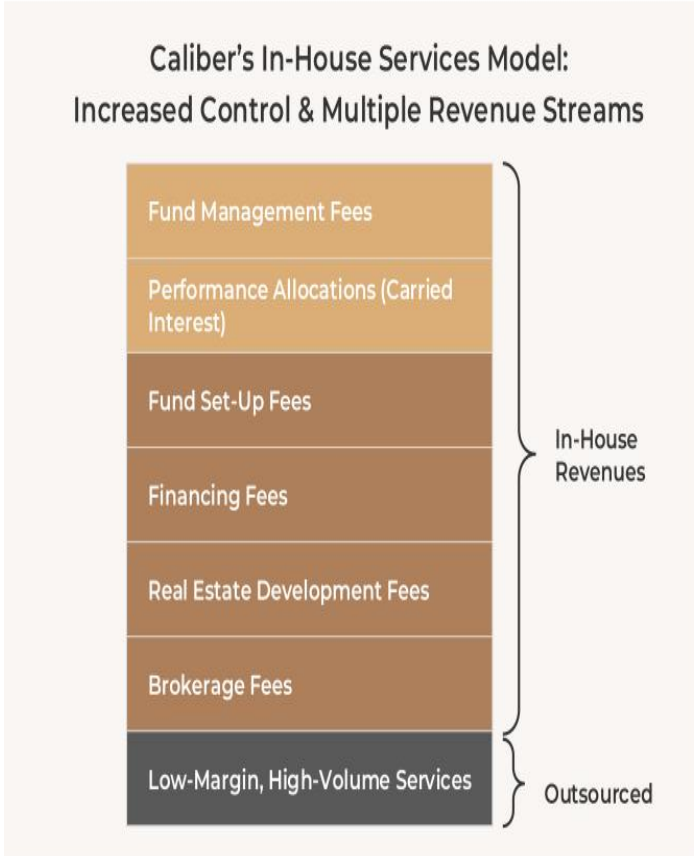 Caliber's In-House Services Model:
Increased Control & Multiple Revenue Streams
Fund Management Fees
Performance Allocations (Carried
Interest)
Fund Set-Up Fees
Financing Fees
Real Estate Development Fees
Brokerage Fees
Low-Margin, High-Volume Services
In-House
Revenues
Outsourced